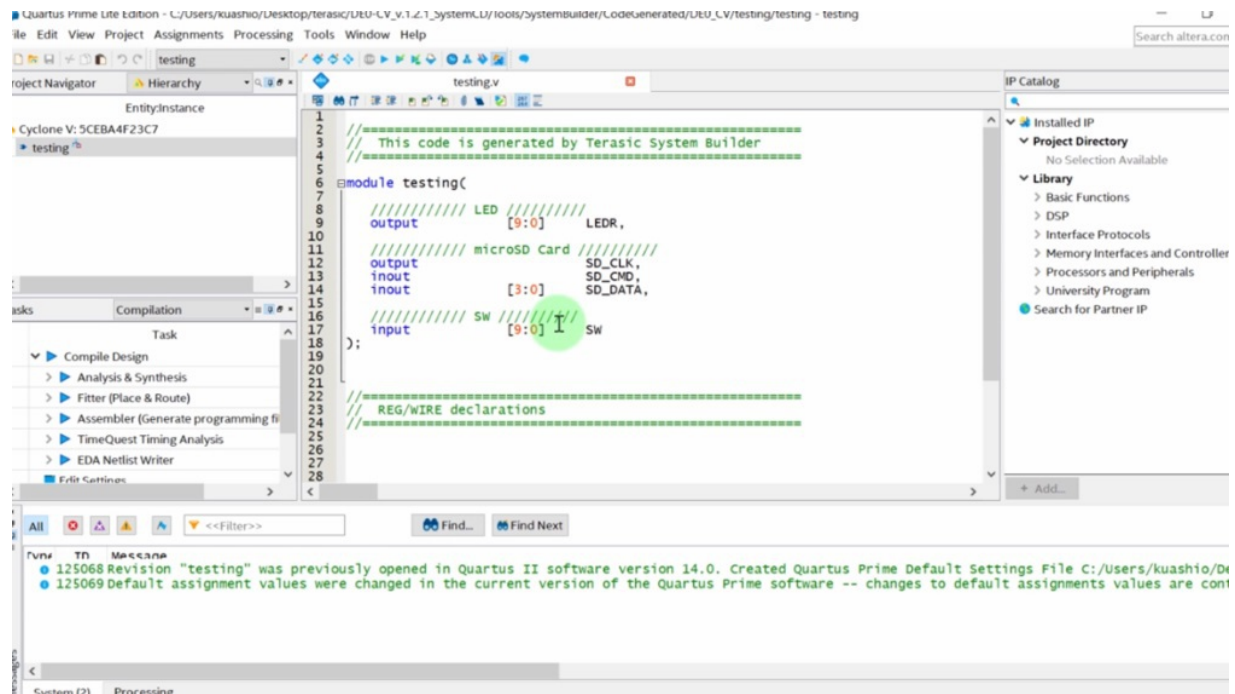 Quartus Prime Lite Edition - C:/Users/kuashio/Desktop/terasic/DE0-CV_v.1.2.1_SystemCD/Tools/SystemBuilder/CodeGenerated/DE0_CV/testing/testing - testing
ile Edit View Project Assignments Processing Tools Window Help
Search altera.con
testing
roject Navigator
Hierarchy
Entity:Instance
Cyclone V: 5CEBA4F23C7
testing
testing.v
1
2 //==========================================================
3 // This code is generated by Terasic System Builder
4 //==========================================================
5
6 module testing(
7
8 //////////// LED //////////
9 output [9:0] LEDR,
10
11 //////////// microSD Card //////////
12 output SD_CLK,
13 inout SD_CMD,
14 inout [3:0] SD_DATA,
15
16 //////////// SW //////////
17 input [9:0] SW
18 );
19
20
21
22 //==========================================================
23 // REG/WIRE declarations
24 //==========================================================
25
26
27
28
IP Catalog
Installed IP
Project Directory
No Selection Available
Library
Basic Functions
DSP
Interface Protocols
Memory Interfaces and Controller
Processors and Peripherals
University Program
Search for Partner IP
+ Add...
asks
Compilation
Task
Compile Design
Analysis & Synthesis
Fitter (Place & Route)
Assembler (Generate programming fi
TimeQuest Timing Analysis
EDA Netlist Writer
Edit Settings
All
<<Filter>>
Find...
Find Next
Type ID Message
125068 Revision "testing" was previously opened in Quartus II software version 14.0. Created Quartus Prime Default Settings File C:/Users/kuashio/De
125069 Default assignment values were changed in the current version of the Quartus Prime software -- changes to default assignments values are con
System (2)
Processing